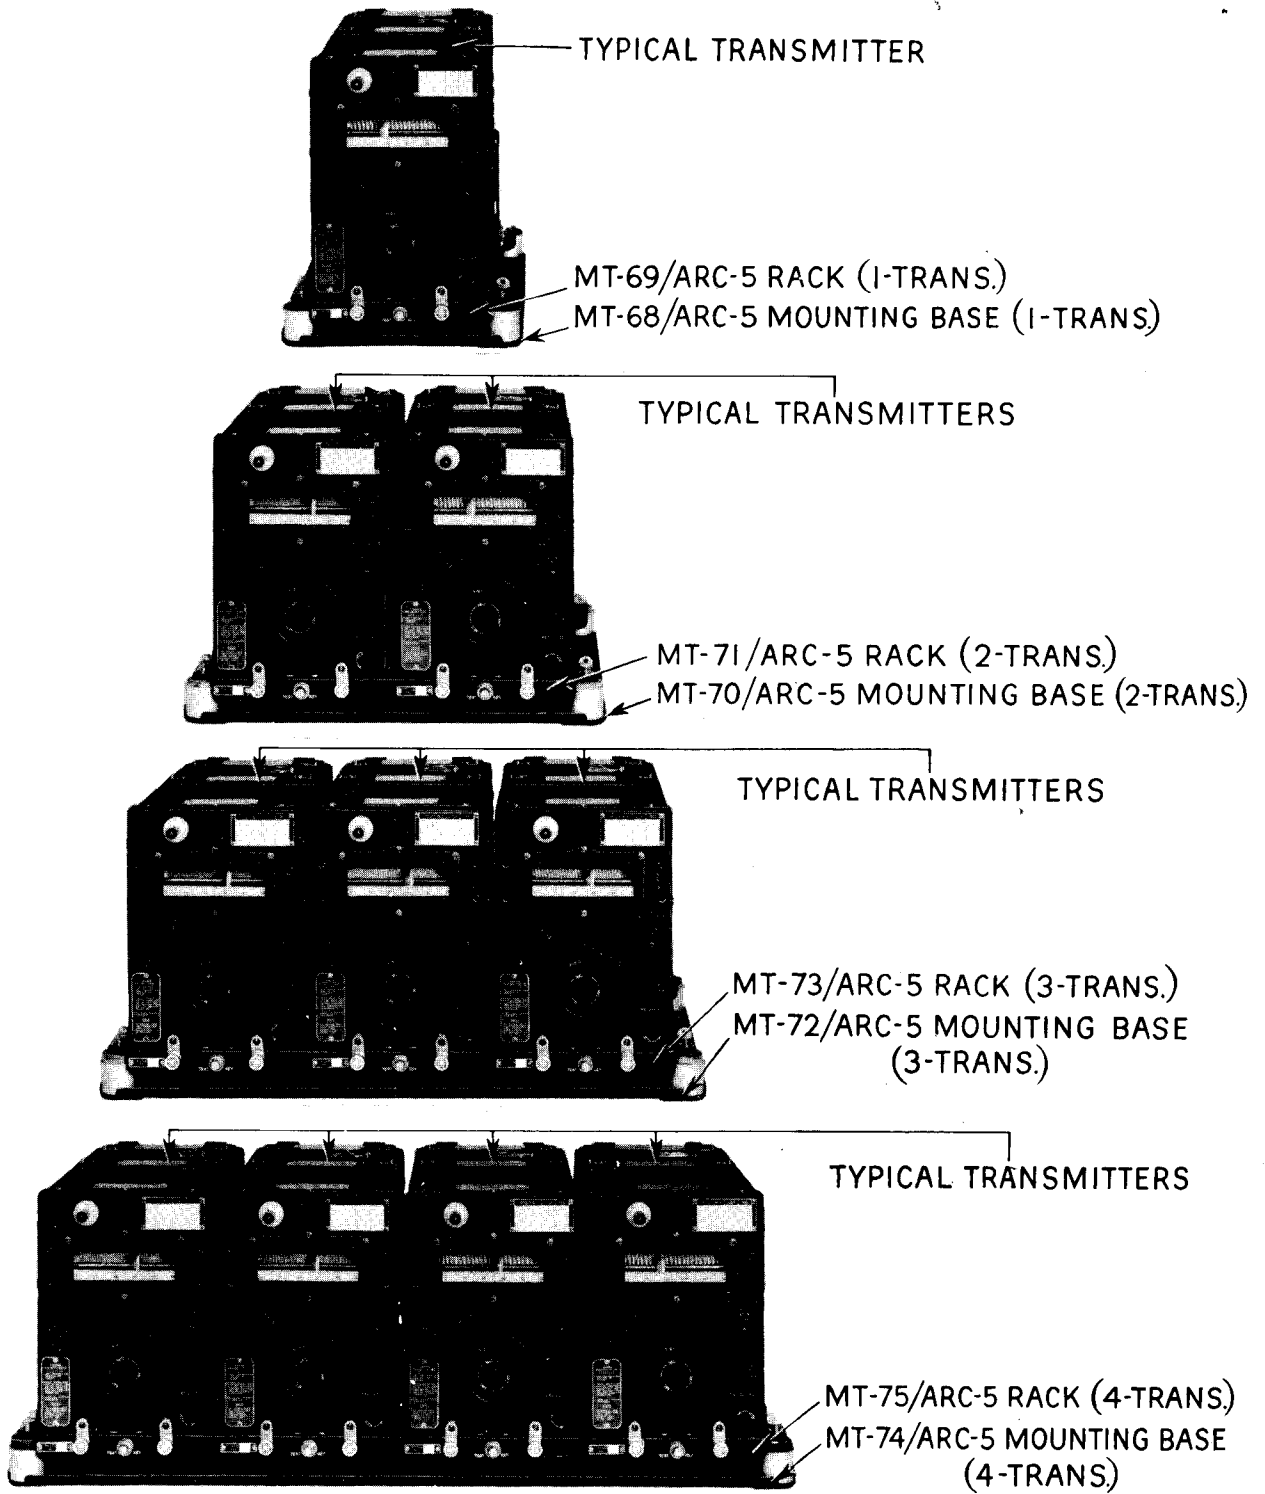 TYPICAL TRANSMITTER
MT-69/ARC-5 RACK (1-TRANS.)
MT-68/ARC-5 MOUNTING BASE (1-TRANS.)
TYPICAL TRANSMITTERS
MT-71/ARC-5 RACK (2-TRANS.)
MT-70/ARC-5 MOUNTING BASE (2-TRANS.)
TYPICAL TRANSMITTERS
MT-73/ARC-5 RACK (3-TRANS.)
MT-72/ARC-5 MOUNTING BASE
(3-TRANS.)
TYPICAL TRANSMITTERS
MT-75/ARC-5 RACK (4-TRANS.)
MT-74/ARC-5 MOUNTING BASE
(4-TRANS.)